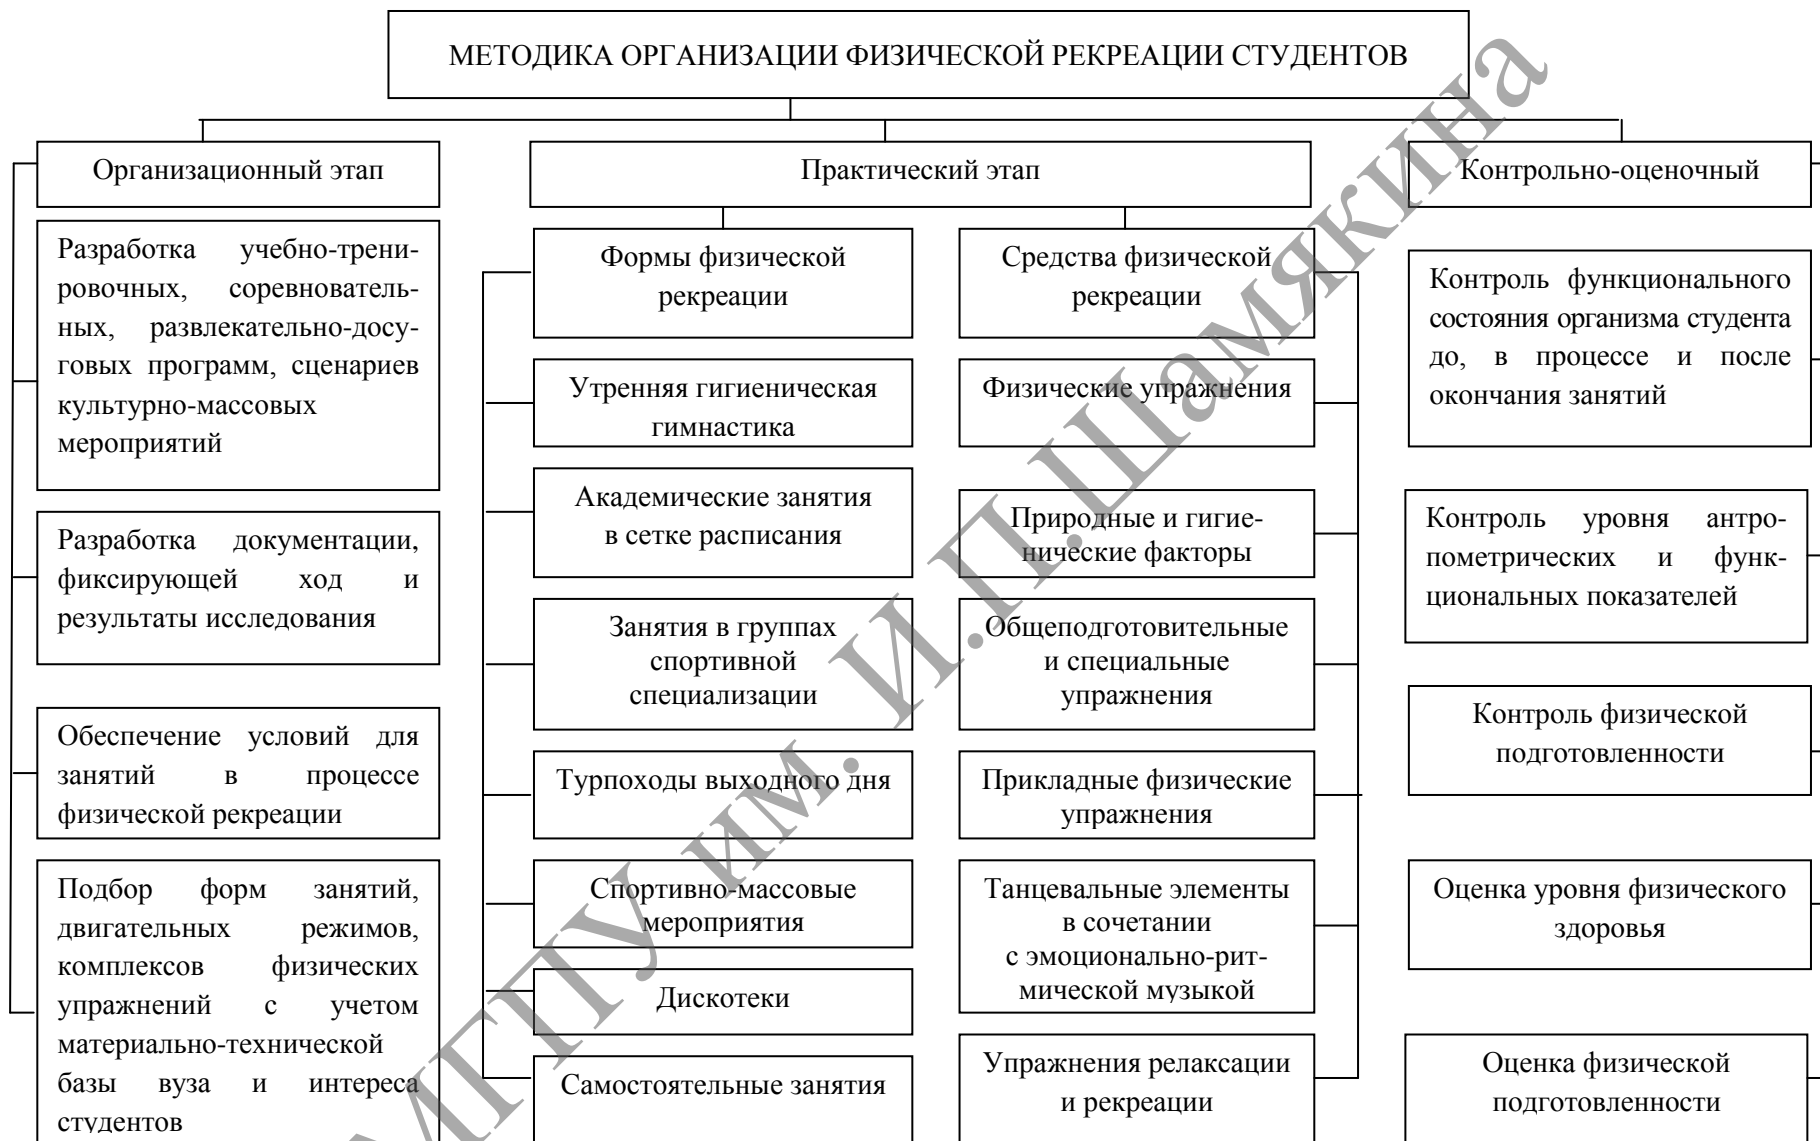 МЕТОДИКА ОРГАНИЗАЦИИ ФИЗИЧЕСКОЙ РЕКРЕАЦИИ СТУДЕНТОВ
Организационный этап
Разработка учебно-трени-
ровочных, соревнователь-
ных, развлекательно-досу-
говых программ, сценариев
культурно-массовых
мероприятий
Разработка документации,
фиксирующей ход и
результаты исследования
Обеспечение условий для
занятий в процессе
физической рекреации
Подбор форм занятий,
двигательных режимов,
комплексов физических
упражнений с учетом
материально-технической
базы вуза и интереса
студентов
Практический этап
Формы физической
рекреации
Утренняя гигиеническая
гимнастика
Академические занятия
в сетке расписания
Занятия в группах
спортивной
специализации
Турпоходы выходного дня
Спортивно-массовые
мероприятия
Дискотеки
Самостоятельные занятия
Средства физической
рекреации
Физические упражнения
Природные и гигие-
нические факторы
Общеподготовительные
и специальные
упражнения
Прикладные физические
упражнения
Танцевальные элементы
в сочетании
с эмоционально-рит-
мической музыкой
Упражнения релаксации
и рекреации
Контрольно-оценочный
Контроль функционального
состояния организма студента
до, в процессе и после
окончания занятий
Контроль уровня антро-
пометрических и функ-
циональных показателей
Контроль физической
подготовленности
Оценка уровня физического
здоровья
Оценка физической
подготовленности
МГПУ им. И.П.Шамякина